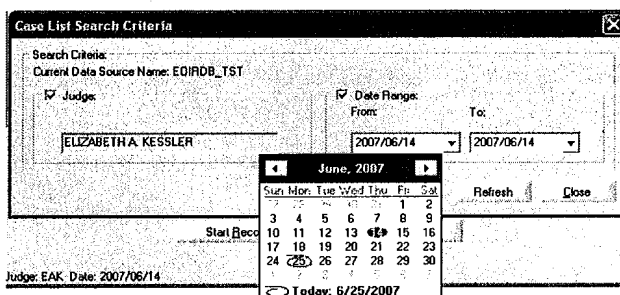 Case List Search Criteria
Search Criteria:
Current Data Source Name: EOIRDB_TST
Judge:
Date Range:
From: To:
ELIZABETH A. KESSLER
2007/06/14 2007/06/14
June, 2007
Sun Mon Tue Wed Thu Fri Sat
1 2
3 4 5 6 7 8 9
10 11 12 13 14 15 16
17 18 19 20 21 22 23
24 25 26 27 28 29 30
Today: 6/25/2007
Refresh Close
Start Reco
Judge: EAK Date: 2007/06/14